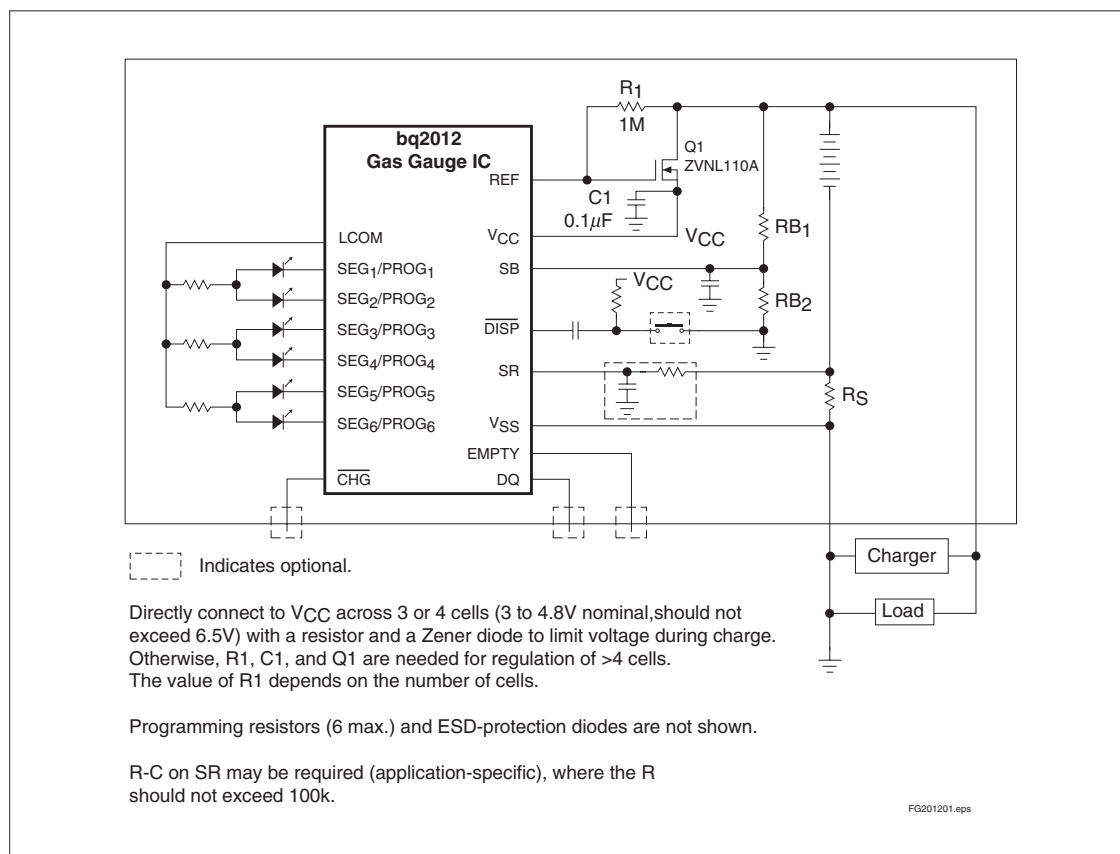 R1
1M
bq2012
Gas Gauge IC
Q1
ZVNL110A
REF
C1
0.1µF
VCC
VCC
RB1
LCOM
SB
SEG1/PROG1
VCC
SEG2/PROG2
RB2
SEG3/PROG3
DISP
SEG4/PROG4
SR
SEG5/PROG5
RS
SEG6/PROG6
VSS
EMPTY
CHG
DQ
Indicates optional.
Charger
Load
Directly connect to VCC across 3 or 4 cells (3 to 4.8V nominal,should not
exceed 6.5V) with a resistor and a Zener diode to limit voltage during charge.
Otherwise, R1, C1, and Q1 are needed for regulation of >4 cells.
The value of R1 depends on the number of cells.
Programming resistors (6 max.) and ESD-protection diodes are not shown.
R-C on SR may be required (application-specific), where the R
should not exceed 100k.
FG201201.eps